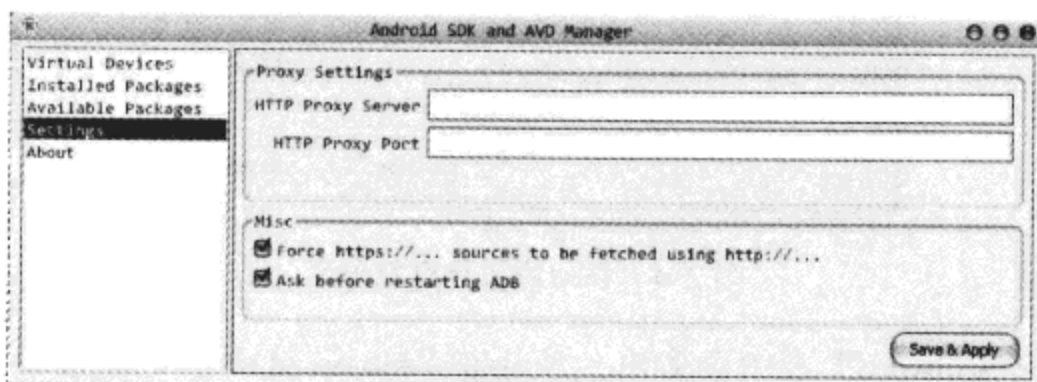 Android SDK and AVD Manager
Virtual Devices
Installed Packages
Available Packages
Settings
About
Proxy Settings
HTTP Proxy Server
HTTP Proxy Port
Misc
Force https://... sources to be fetched using http://...
Ask before restarting ADB
Save & Apply